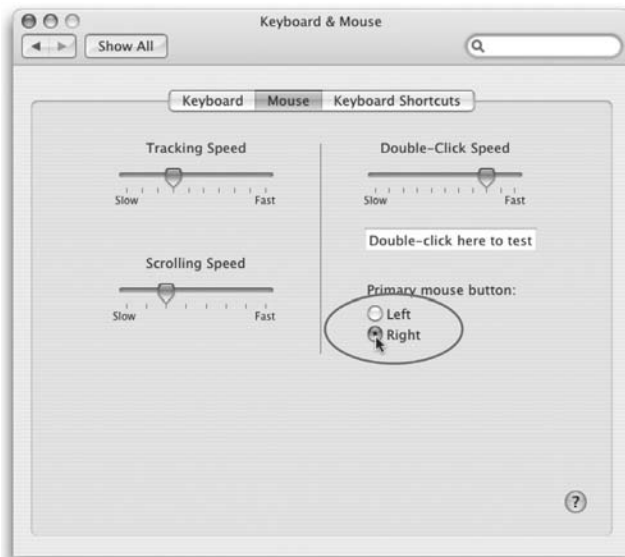 Keyboard & Mouse
Show All
Keyboard Mouse Keyboard Shortcuts
Tracking Speed
Slow Fast
Scrolling Speed
Slow Fast
Double-Click Speed
Slow Fast
Double-click here to test
Primary mouse button:
Left
Right
?